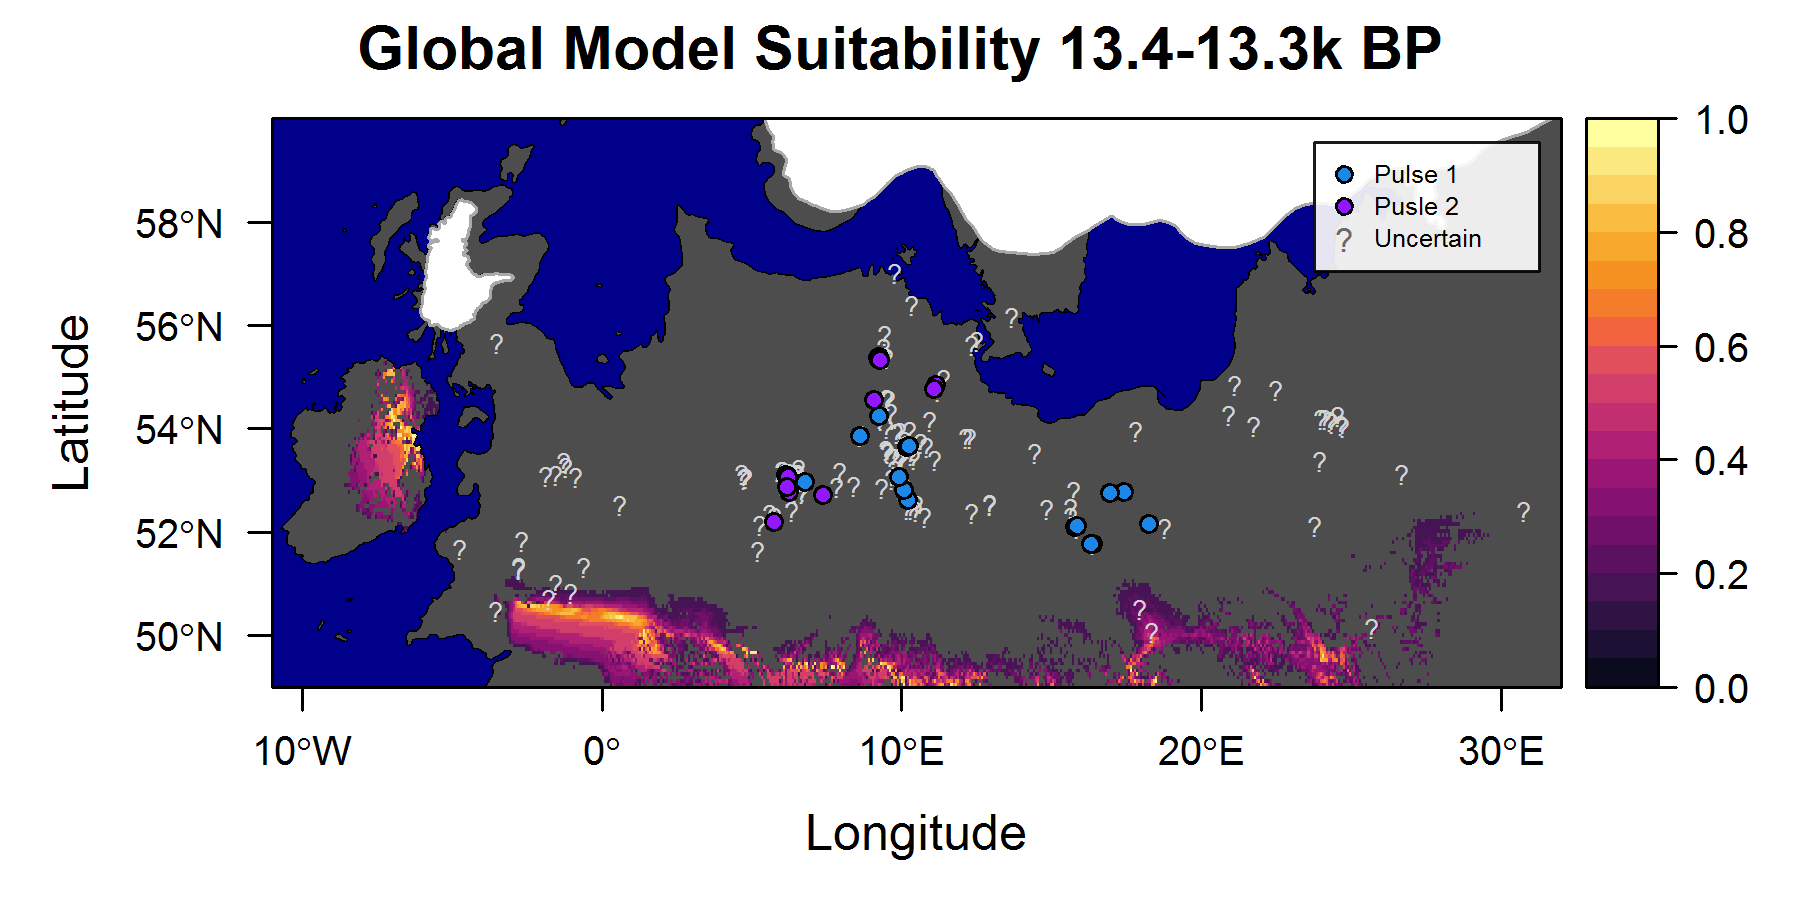 Global Model Suitability 13.4-13.3k BP
Pulse 1
Pusle 2
? Uncertain
1.0
0.8
0.6
0.4
0.2
0.0
58°N
56°N
54°N
52°N
50°N
Latitude
10°W 0° 10°E 20°E 30°E
Longitude